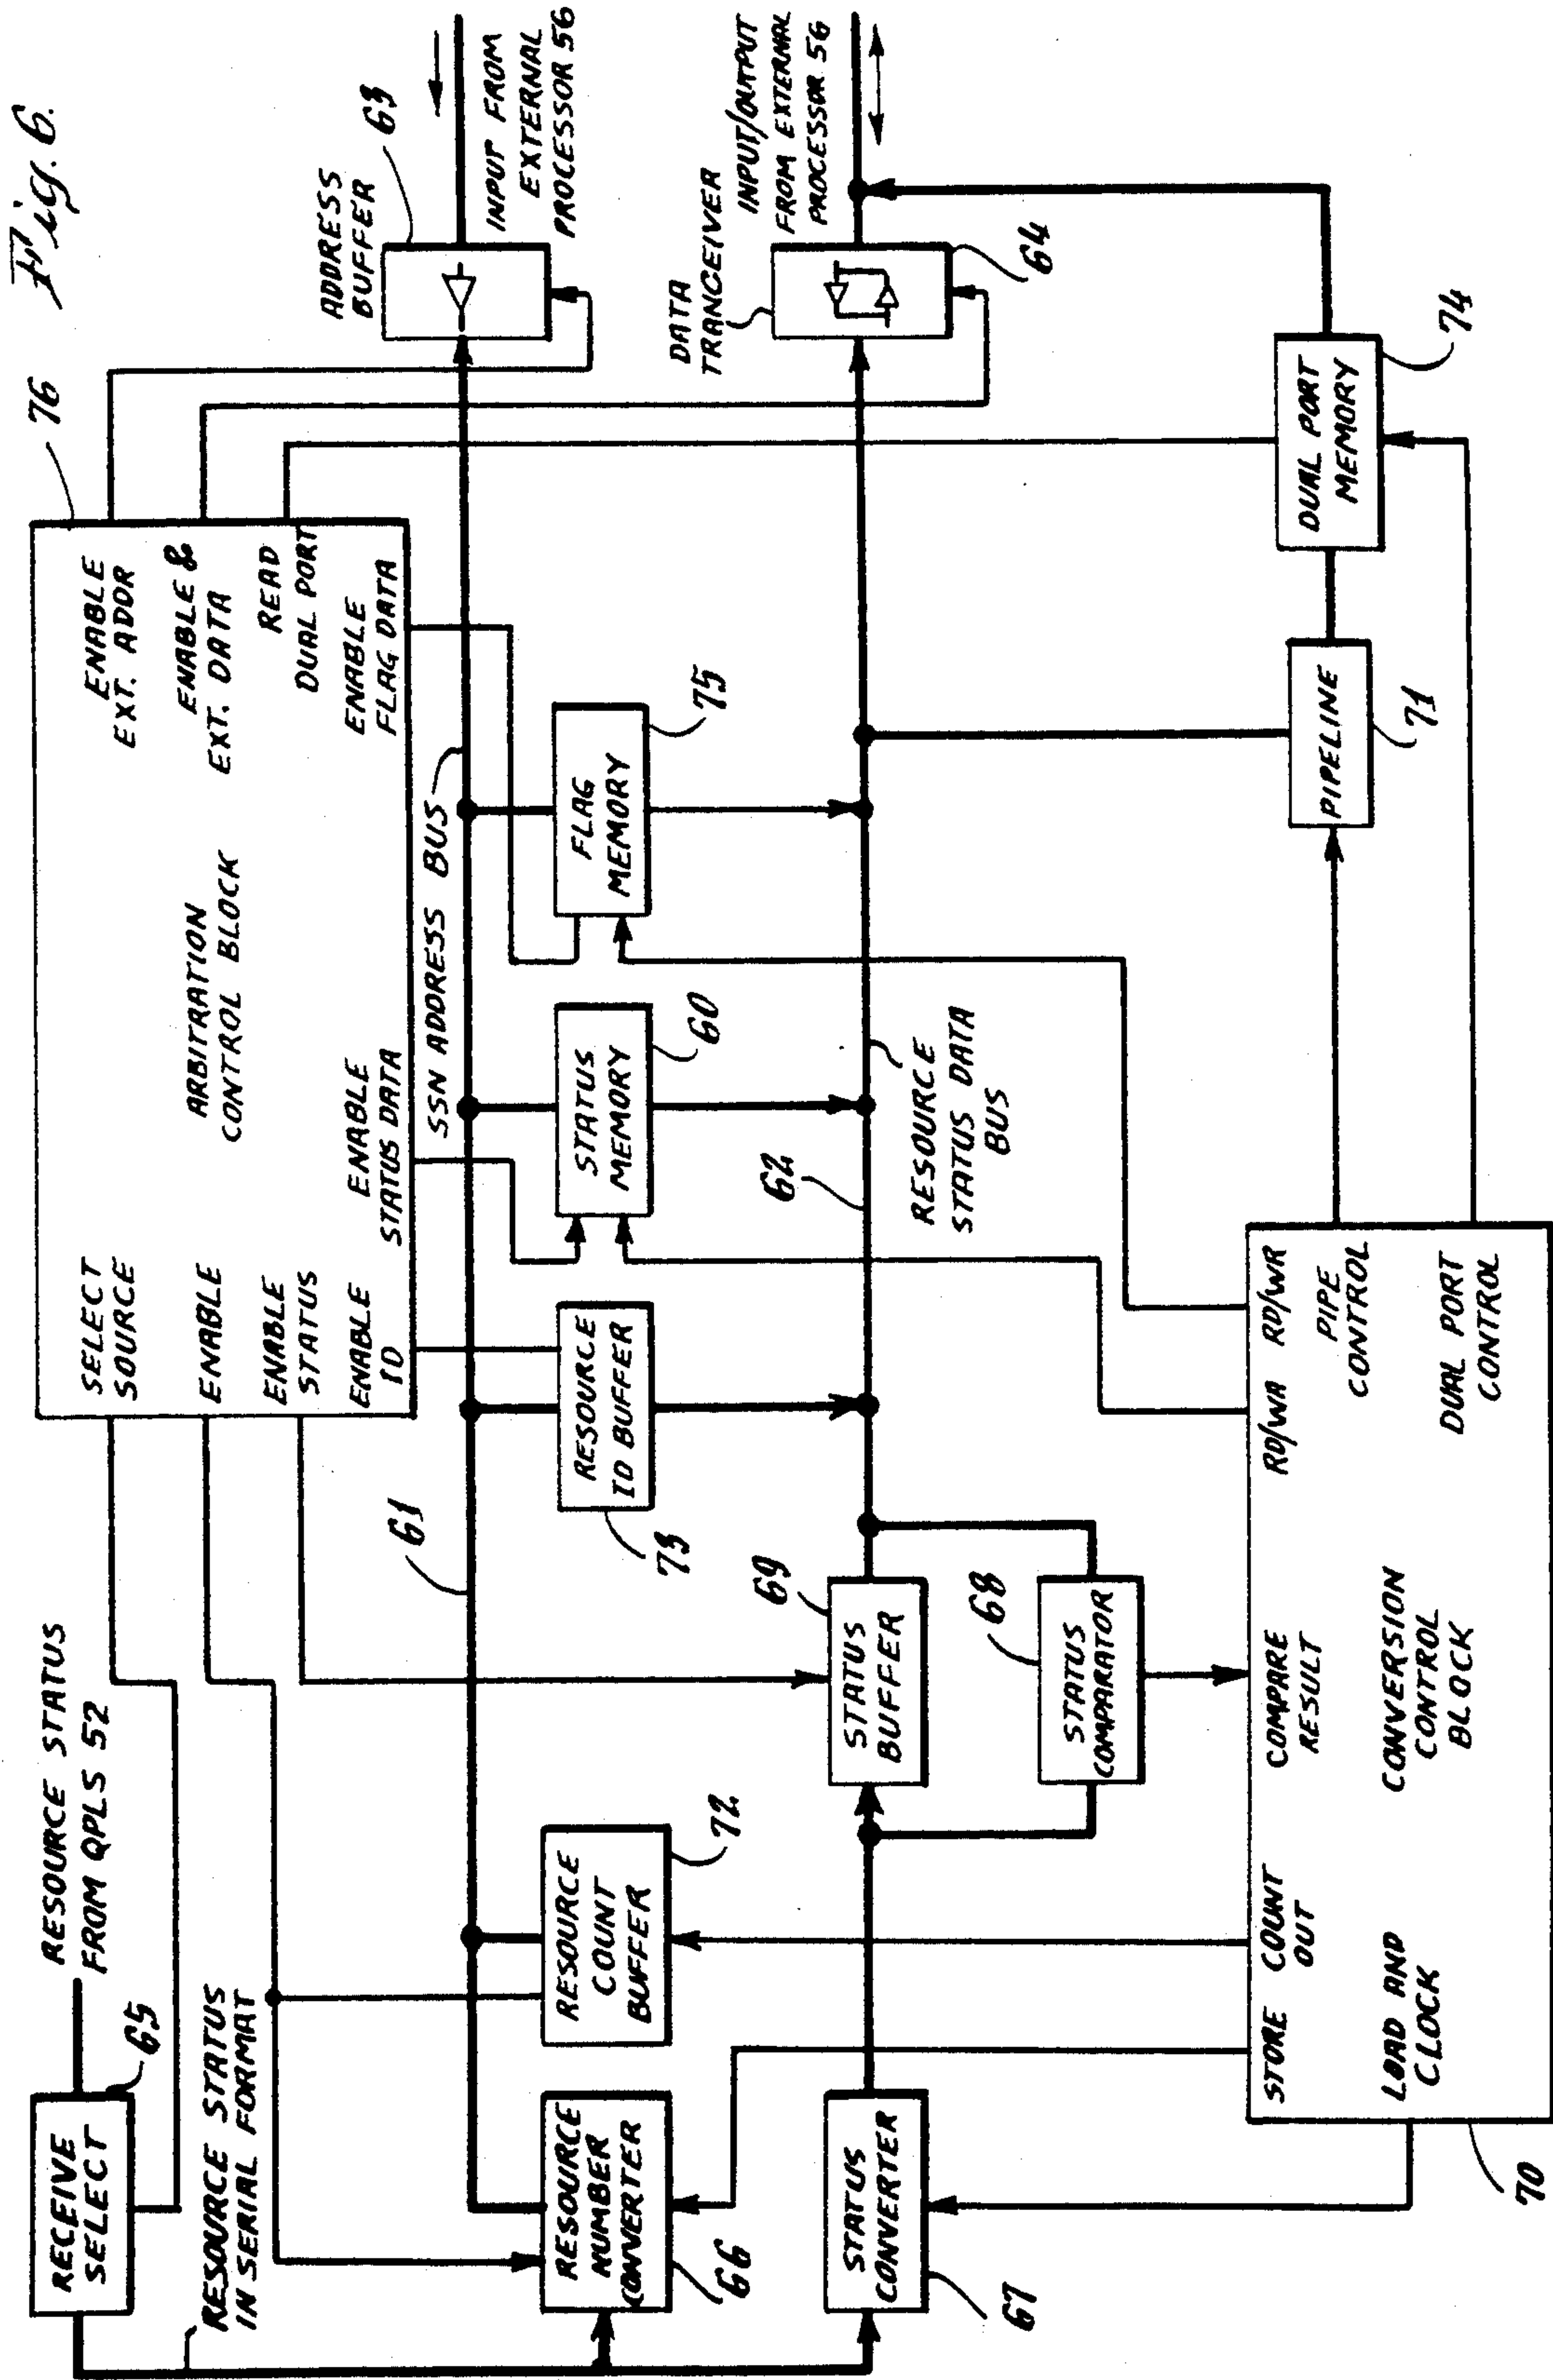 Fig. 6.
RESOURCE STATUS
FROM QPLS 52
RECEIVE
SELECT
65
RESOURCE STATUS
IN SERIAL FORMAT
76
SELECT
SOURCE
ENABLE
ENABLE
STATUS
ENABLE
ID
ARBITRATION
CONTROL BLOCK
ENABLE
STATUS DATA
ENABLE
EXT. ADDR
ENABLE &
EXT. DATA
READ
DUAL PORT
ENABLE
FLAG DATA
ADDRESS
BUFFER
63
INPUT FROM
EXTERNAL
PROCESSOR 56
61
SSN ADDRESS BUS
RESOURCE
NUMBER
CONVERTER
66
RESOURCE
COUNT
BUFFER
72
RESOURCE
ID BUFFER
73
STATUS
MEMORY
60
FLAG
MEMORY
75
DATA
TRANCEIVER
64
INPUT/OUTPUT
FROM EXTERNAL
PROCESSOR 56
STATUS
CONVERTER
67
STATUS
BUFFER
69
STATUS
COMPARATOR
68
62
RESOURCE
STATUS DATA
BUS
PIPELINE
71
DUAL PORT
MEMORY
74
STORE
COUNT
OUT
COMPARE
RESULT
RD/WR
RD/WR
LOAD AND
CLOCK
CONVERSION
CONTROL
BLOCK
PIPE
CONTROL
DUAL PORT
CONTROL
70